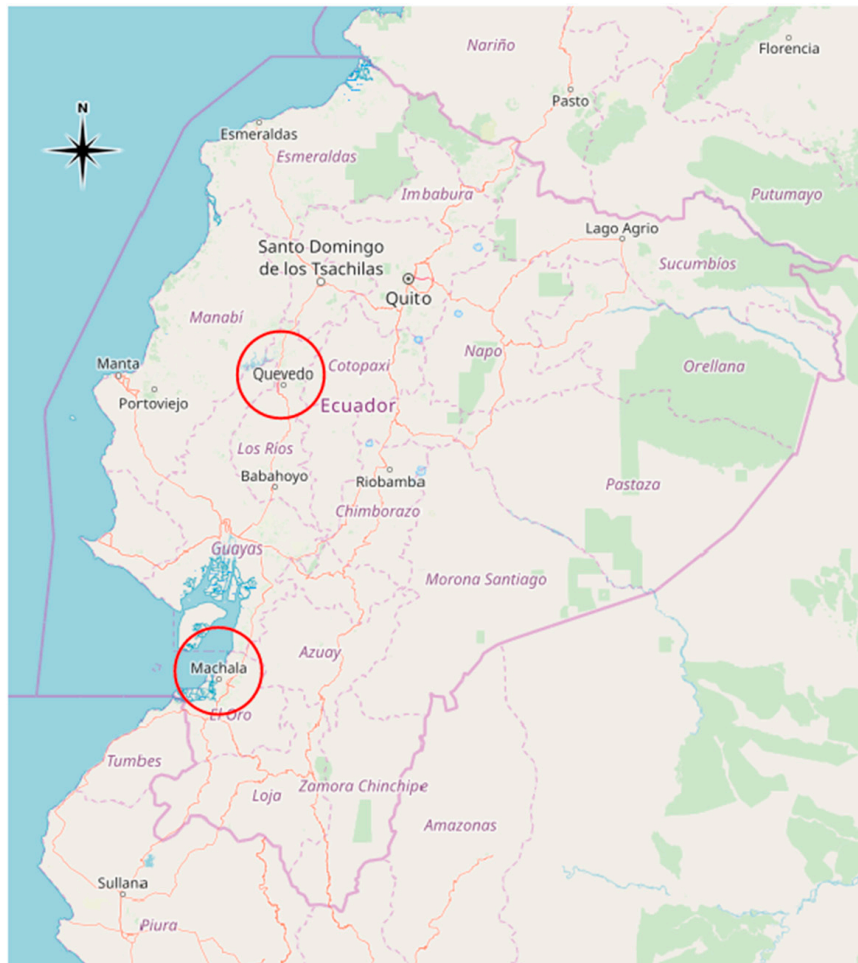 Nariño
Florencia
Pasto
N
Esmeraldas
Esmeraldas
Imbabura
Putumayo
Lago Agrio
Santo Domingo
de los Tsachilas
Sucumbíos
Quito
Manabí
Napo
Manta
Quevedo
Cotopaxi
Orellana
Portoviejo
Ecuador
Los Ríos
Babahoyo
Riobamba
Pastaza
Chimborazo
Guayas
Morona Santiago
Azuay
Machala
El Oro
Tumbes
Loja
Zamora Chinchipe
Amazonas
Sullana
Piura